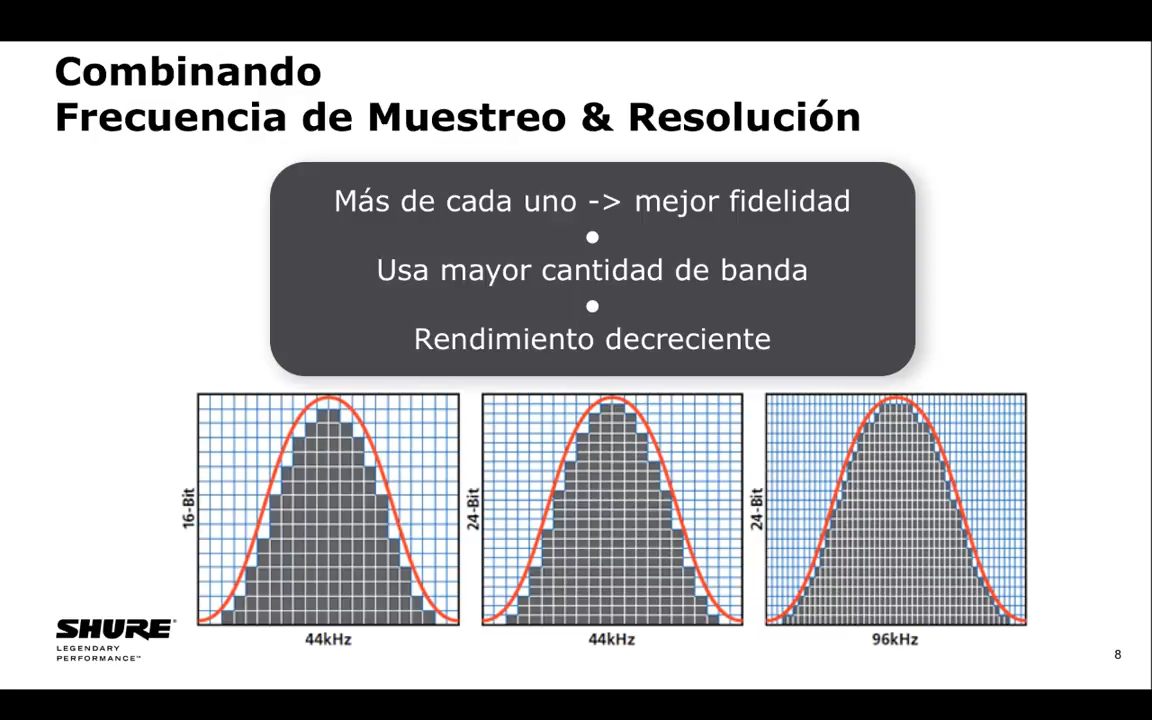 Combinando
Frecuencia de Muestreo & Resolución
Más de cada uno -> mejor fidelidad
•
Usa mayor cantidad de banda
•
Rendimiento decreciente
16-Bit
24-Bit
24-Bit
44kHz
44kHz
96kHz
SHURE®
LEGENDARY
PERFORMANCE™
8